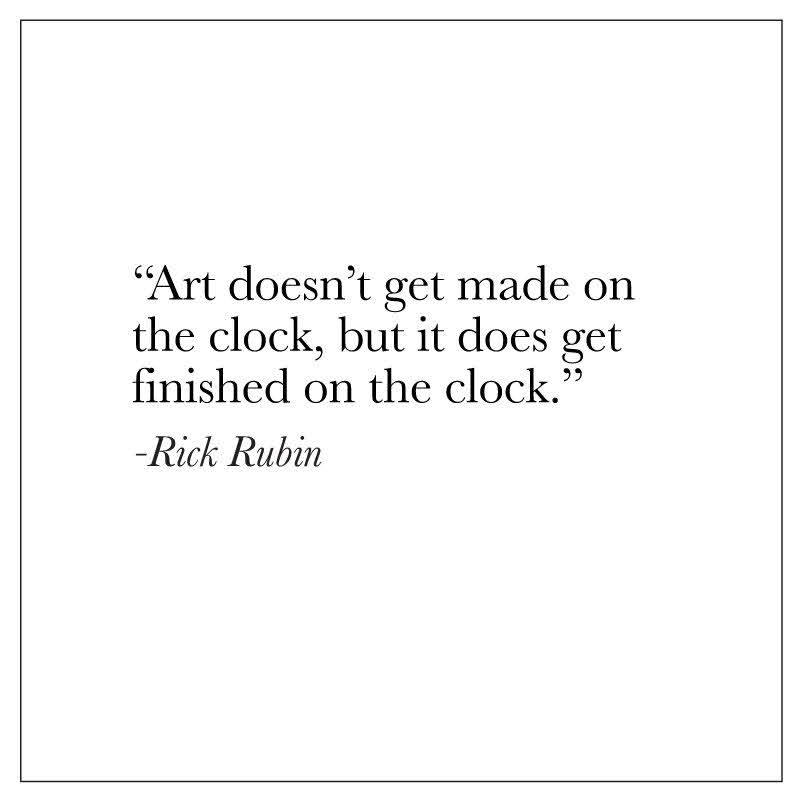 “Art doesn’t get made on
the clock, but it does get
finished on the clock.”
-Rick Rubin